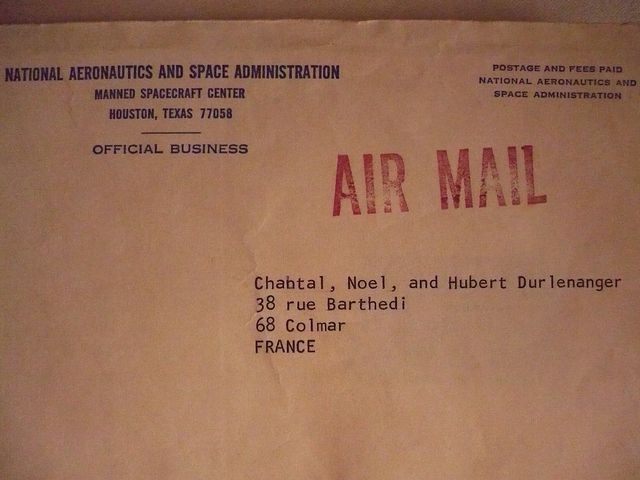 NATIONAL AERONAUTICS AND SPACE ADMINISTRATION
MANNED SPACECRAFT CENTER
HOUSTON, TEXAS 77058
OFFICIAL BUSINESS
POSTAGE AND FEES PAID
NATIONAL AERONAUTICS AND
SPACE ADMINISTRATION
AIR MAIL
Chabtal, Noel, and Hubert Durlenanger
38 rue Barthedi
68 Colmar
FRANCE